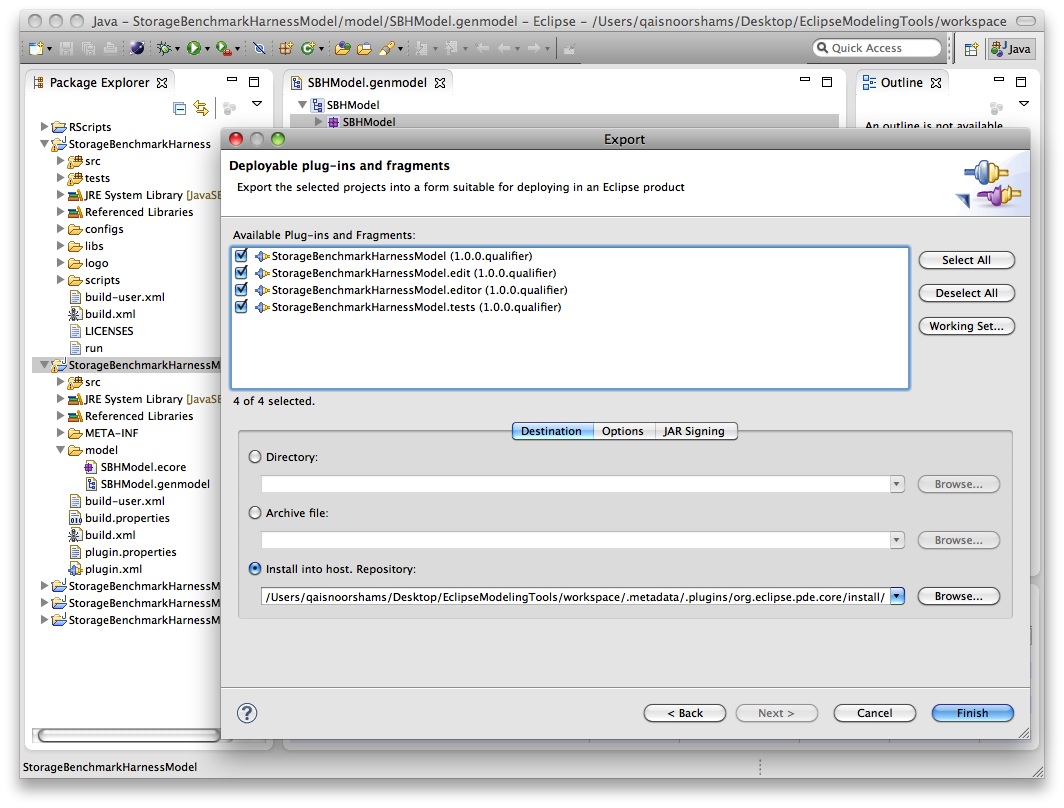 Java – StorageBenchmarkHarnessModel/model/SBHModel.genmodel – Eclipse – /Users/qaisnoorshams/Desktop/EclipseModelingTools/workspace
Quick Access
Java
Package Explorer
SBHModel.genmodel
Outline
SBHModel
SBHModel
An outline is not available
RScripts
StorageBenchmarkHarness
src
tests
JRE System Library [JavaSE
Referenced Libraries
configs
libs
logo
scripts
build-user.xml
build.xml
LICENSES
run
StorageBenchmarkHarnessM
src
JRE System Library [JavaSE
Referenced Libraries
META-INF
model
SBHModel.ecore
SBHModel.genmodel
build-user.xml
build.properties
build.xml
plugin.properties
plugin.xml
StorageBenchmarkHarnessM
StorageBenchmarkHarnessM
StorageBenchmarkHarnessM
Export
Deployable plug-ins and fragments
Export the selected projects into a form suitable for deploying in an Eclipse product
Available Plug-ins and Fragments:
StorageBenchmarkHarnessModel (1.0.0.qualifier)
StorageBenchmarkHarnessModel.edit (1.0.0.qualifier)
StorageBenchmarkHarnessModel.editor (1.0.0.qualifier)
StorageBenchmarkHarnessModel.tests (1.0.0.qualifier)
Select All
Deselect All
Working Set...
4 of 4 selected.
Destination Options JAR Signing
Directory:
Browse...
Archive file:
Browse...
Install into host. Repository:
/Users/qaisnoorshams/Desktop/EclipseModelingTools/workspace/.metadata/.plugins/org.eclipse.pde.core/install/
Browse...
?
< Back Next > Cancel Finish
StorageBenchmarkHarnessModel